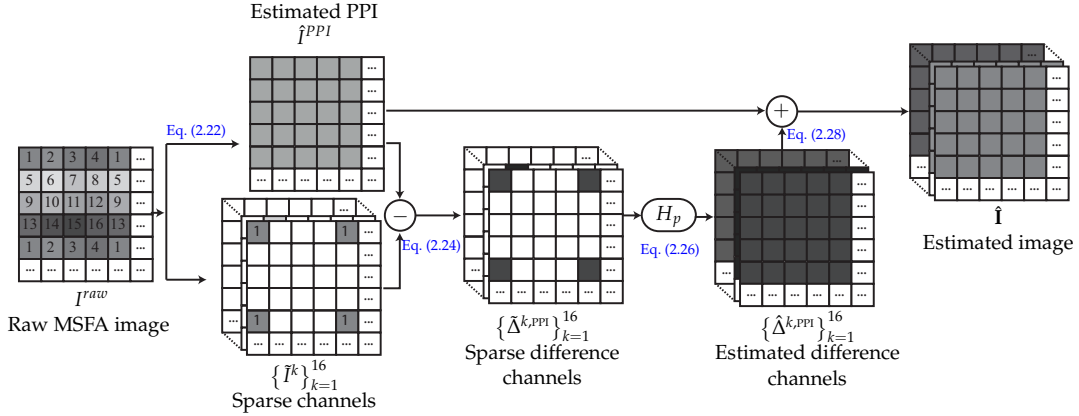 Estimated PPI
Î^{PPI}
...
...
...
...
...
... ... ... ... ... ...
Eq. (2.22)
1 2 3 4 1 ...
5 6 7 8 5 ...
9 10 11 12 9 ...
13 14 15 16 13 ...
1 2 3 4 1 ...
... ... ... ... ... ...
I^{raw}
Raw MSFA image
...
1 1 ...
...
...
...
1 1 ...
... ... ... ... ... ...
{Ĩ^k}_{k=1}^{16}
Sparse channels
−
Eq. (2.24)
...
...
...
...
...
...
... ... ... ... ... ...
{Δ̃^{k,PPI}}_{k=1}^{16}
Sparse difference
channels
H_p
Eq. (2.26)
...
...
...
...
...
...
... ... ... ... ... ...
{Δ̂^{k,PPI}}_{k=1}^{16}
Estimated difference
channels
+
Eq. (2.28)
...
...
...
...
...
...
... ... ... ... ... ...
Î
Estimated image